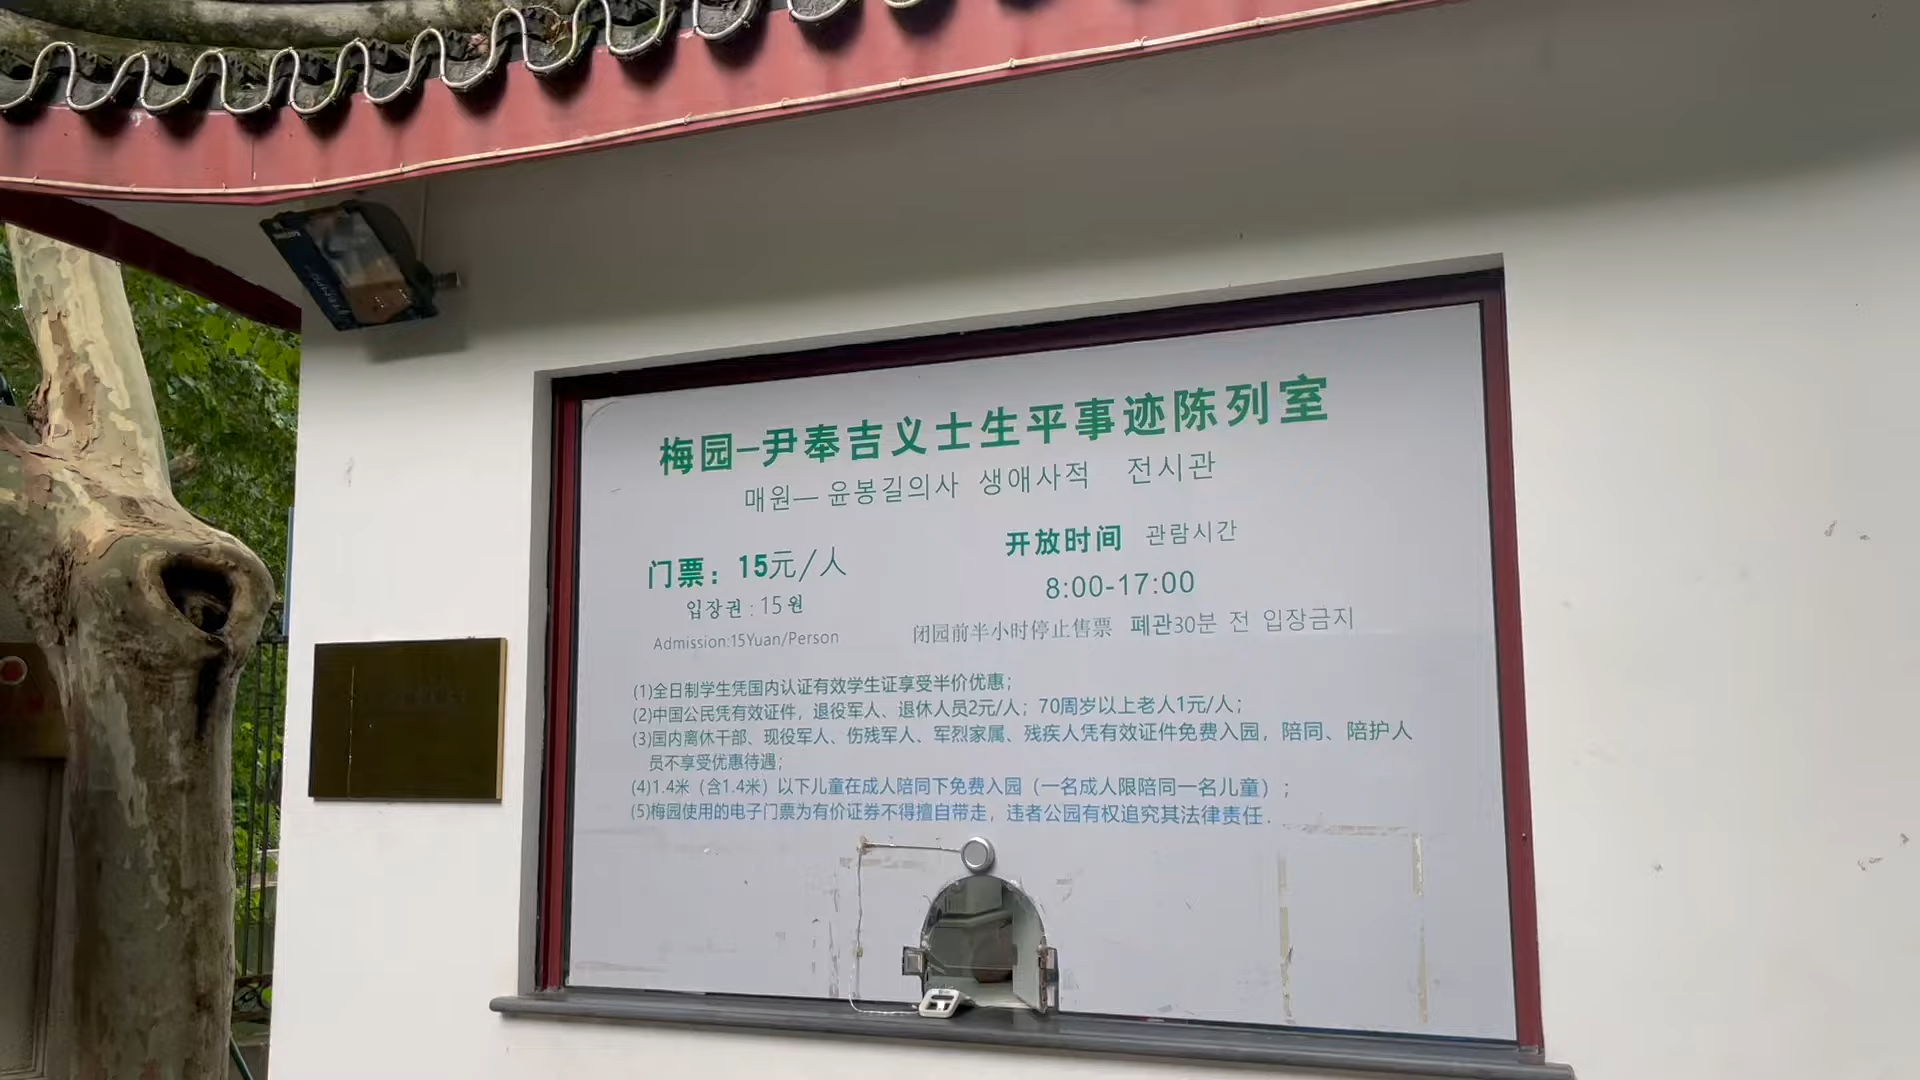 梅园-尹奉吉义士生平事迹陈列室
매원— 윤봉길의사 생애사적 전시관
门票：15元/人
입장권 : 15원
Admission:15Yuan/Person
开放时间 관람시간
8:00-17:00
闭园前半小时停止售票 폐관30분 전 입장금지
(1)全日制学生凭国内认证有效学生证享受半价优惠；
(2)中国公民凭有效证件，退役军人、退休人员2元/人；70周岁以上老人1元/人；
(3)国内离休干部、现役军人、伤残军人、军烈家属、残疾人凭有效证件免费入园，陪同、陪护人
员不享受优惠待遇；
(4)1.4米（含1.4米）以下儿童在成人陪同下免费入园（一名成人限陪同一名儿童）；
(5)梅园使用的电子门票为有价证券不得擅自带走，违者公园有权追究其法律责任.